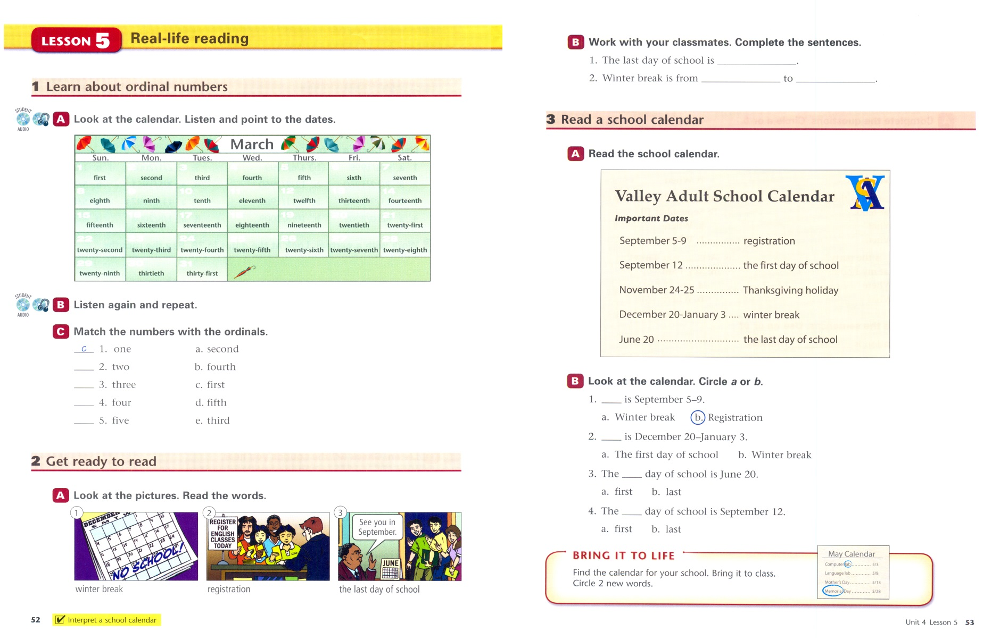 LESSON 5 Real-life reading
1 Learn about ordinal numbers
STUDENT AUDIO
A Look at the calendar. Listen and point to the dates.
March
Sun. Mon. Tues. Wed. Thurs. Fri. Sat.
1 3 5 7
first second third fourth fifth sixth seventh
8 9 10 11 12 13 14
eighth ninth tenth eleventh twelfth thirteenth fourteenth
15 17 19 21
fifteenth sixteenth seventeenth eighteenth nineteenth twentieth twenty-first
22 24 26 28
twenty-second twenty-third twenty-fourth twenty-fifth twenty-sixth twenty-seventh twenty-eighth
29 30 31
twenty-ninth thirtieth thirty-first
STUDENT AUDIO
B Listen again and repeat.
C Match the numbers with the ordinals.
c 1. one a. second
____ 2. two b. fourth
____ 3. three c. first
____ 4. four d. fifth
____ 5. five e. third
2 Get ready to read
A Look at the pictures. Read the words.
1
DECEMBER
S M T W
NO SCHOOL!
winter break
2
REGISTER
FOR
ENGLISH
CLASSES
TODAY
registration
3
See you in
September.
JUNE
the last day of school
52 Interpret a school calendar
B Work with your classmates. Complete the sentences.
1. The last day of school is ______________.
2. Winter break is from ______________ to ______________.
3 Read a school calendar
A Read the school calendar.
VAS
Valley Adult School Calendar
Important Dates
September 5-9 ................ registration
September 12 .................... the first day of school
November 24-25 ............... Thanksgiving holiday
December 20-January 3 .... winter break
June 20 ............................. the last day of school
B Look at the calendar. Circle a or b.
1. ____ is September 5–9.
a. Winter break b. Registration
2. ____ is December 20–January 3.
a. The first day of school b. Winter break
3. The ____ day of school is June 20.
a. first b. last
4. The ____ day of school is September 12.
a. first b. last
BRING IT TO LIFE
Find the calendar for your school. Bring it to class.
Circle 2 new words.
May Calendar
Computer lab ............ 5/3
Language lab ............ 5/8
Mother's Day ............. 5/13
Memorial Day ............ 5/28
Unit 4 Lesson 5 53